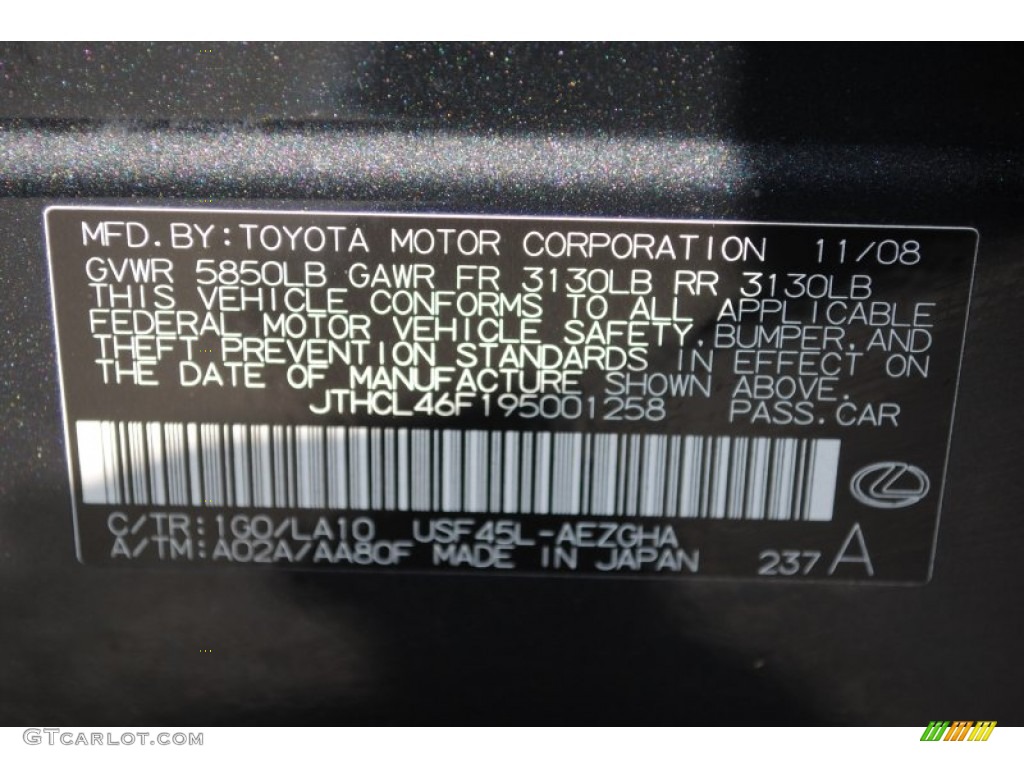 MFD.BY:TOYOTA MOTOR CORPORATION 11/08
GVWR 5850LB GAWR FR 3130LB RR 3130LB
THIS VEHICLE CONFORMS TO ALL APPLICABLE
FEDERAL MOTOR VEHICLE SAFETY,BUMPER,AND
THEFT PREVENTION STANDARDS IN EFFECT ON
THE DATE OF MANUFACTURE SHOWN ABOVE.
JTHCL46F195001258 PASS.CAR
C/TR:1G0/LA10 USF45L-AEZGHA
A/TM:A02A/AA80F MADE IN JAPAN 237 A
©GTCarLot.com